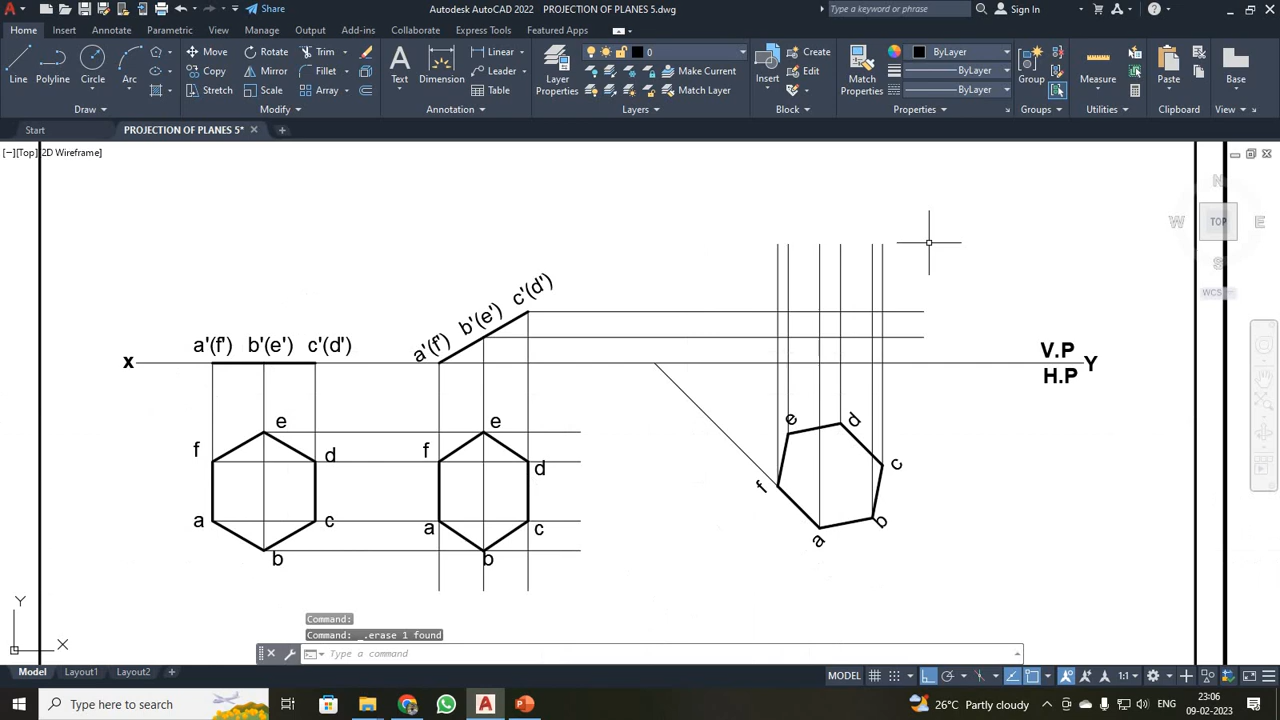 Autodesk AutoCAD 2022 PROJECTION OF PLANES 5.dwg
Share
Type a keyword or phrase
Sign In
Home Insert Annotate Parametric View Manage Output Add-ins Collaborate Express Tools Featured Apps
Line Polyline Circle Arc
Move Rotate Trim
Copy Mirror Fillet
Stretch Scale Array
Text Dimension
Linear
Leader
Table
Layer Properties
0
Make Current
Match Layer
Insert
Create
Edit
Match Properties
ByLayer
ByLayer
ByLayer
Group
Measure
Paste
Base
Draw Modify Annotation Layers Block Properties Groups Utilities Clipboard View
Start PROJECTION OF PLANES 5*
[−][Top][2D Wireframe]
N
W TOP E
S
WCS
a'(f') b'(e') c'(d')
a'(f') b'(e') c'(d')
x
V.P
H.P
Y
e
f d
a c
b
e
f d
a c
b
e d
f c
a b
Y
X
Command:
Command: _.erase 1 found
Type a command
Model Layout1 Layout2 +
MODEL 1:1
Type here to search
26°C Partly cloudy
ENG
23:06
09-02-2023